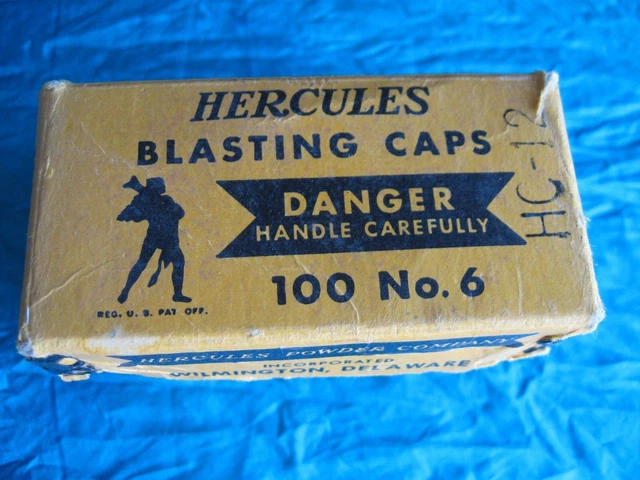 HERCULES
BLASTING CAPS
DANGER
HANDLE CAREFULLY
100 No. 6
REG. U. S. PAT OFF.
HC-12
HERCULES POWDER COMPANY
INCORPORATED
WILMINGTON, DELAWARE